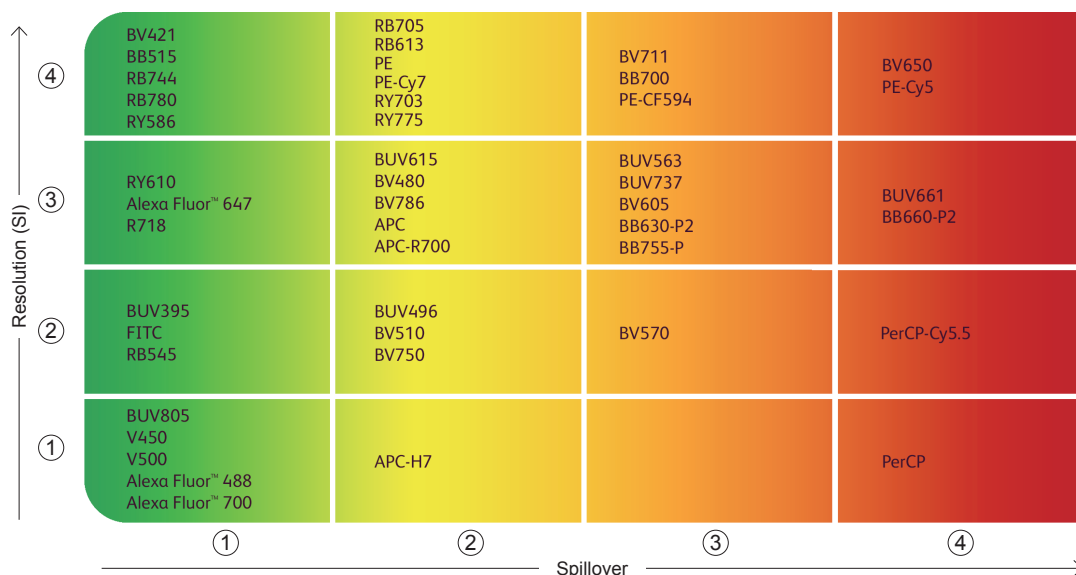 BV421
BB515
RB744
RB780
RY586
RB705
RB613
PE
PE-Cy7
RY703
RY775
BV711
BB700
PE-CF594
BV650
PE-Cy5
④
RY610
Alexa Fluor™ 647
R718
BUV615
BV480
BV786
APC
APC-R700
BUV563
BUV737
BV605
BB630-P2
BB755-P
BUV661
BB660-P2
③
Resolution (SI)
BUV395
FITC
RB545
BUV496
BV510
BV750
BV570
PerCP-Cy5.5
②
BUV805
V450
V500
Alexa Fluor™ 488
Alexa Fluor™ 700
APC-H7
PerCP
①
①
②
③
④
Spillover